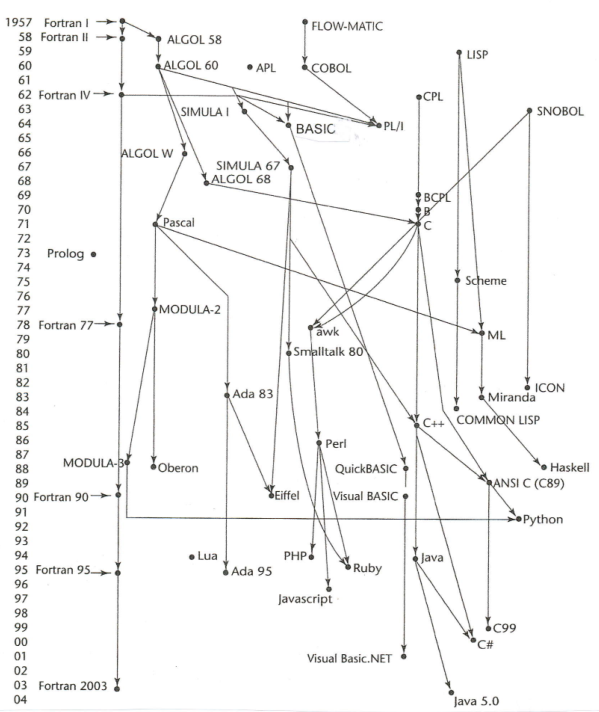 1957 Fortran I FLOW-MATIC
58 Fortran II ALGOL 58
59 LISP
60 ALGOL 60 APL COBOL
61
62 Fortran IV CPL
63 SIMULA I SNOBOL
64 BASIC PL/I
65
66 ALGOL W
67 SIMULA 67
68 ALGOL 68
69 BCPL
70 B
71 Pascal C
72
73 Prolog
74
75 Scheme
76
77 MODULA-2
78 Fortran 77 awk
79 ML
80 Smalltalk 80
81
82 ICON
83 Ada 83 Miranda
84 COMMON LISP
85 C++
86 Perl
87 MODULA-3
88 Oberon QuickBASIC Haskell
89 ANSI C (C89)
90 Fortran 90 Eiffel Visual BASIC
91 Python
92
93
94 Lua PHP Java
95 Fortran 95 Ada 95 Ruby
96
97 Javascript
98
99 C99
00 C#
01 Visual Basic.NET
02
03 Fortran 2003
04 Java 5.0